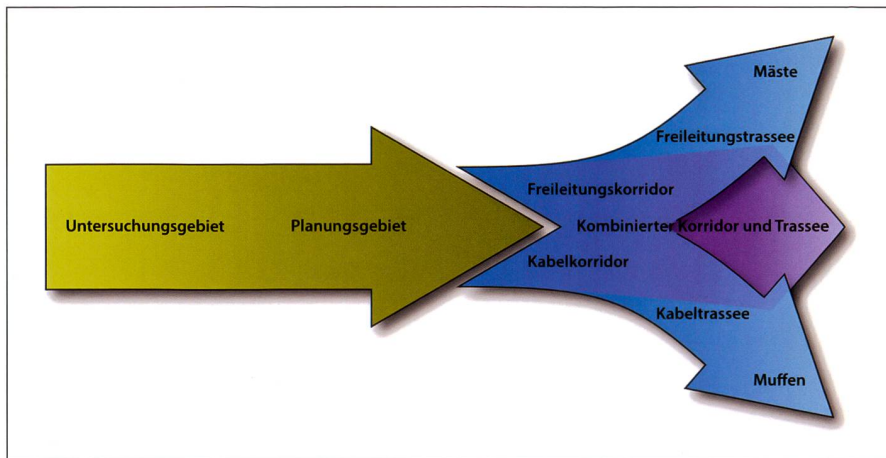 Untersuchungsgebiet
Planungsgebiet
Mäste
Freileitungstrassee
Freileitungskorridor
Kombinierter Korridor und Trassee
Kabelkorridor
Kabeltrassee
Muffen